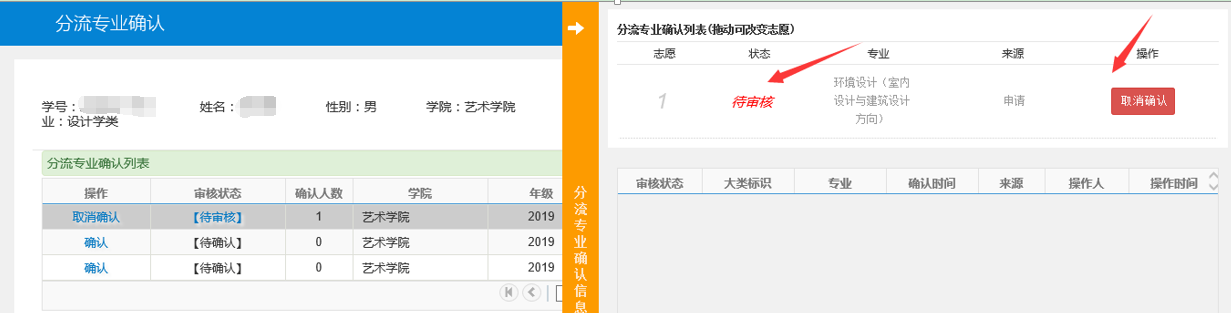 分流专业确认
学号： 姓名： 性别：男 学院：艺术学院
业：设计学类
分流专业确认列表
操作 审核状态 确认人数 学院 年级
取消确认 【待审核】 1 艺术学院 2019
确认 【待确认】 0 艺术学院 2019
确认 【待确认】 0 艺术学院 2019
分流专业确认信息
分流专业确认列表(拖动可改变志愿)
志愿 状态 专业 来源 操作
1 待审核 环境设计（室内
设计与建筑设计
方向） 申请 取消确认
审核状态 大类标识 专业 确认时间 来源 操作人 操作时间